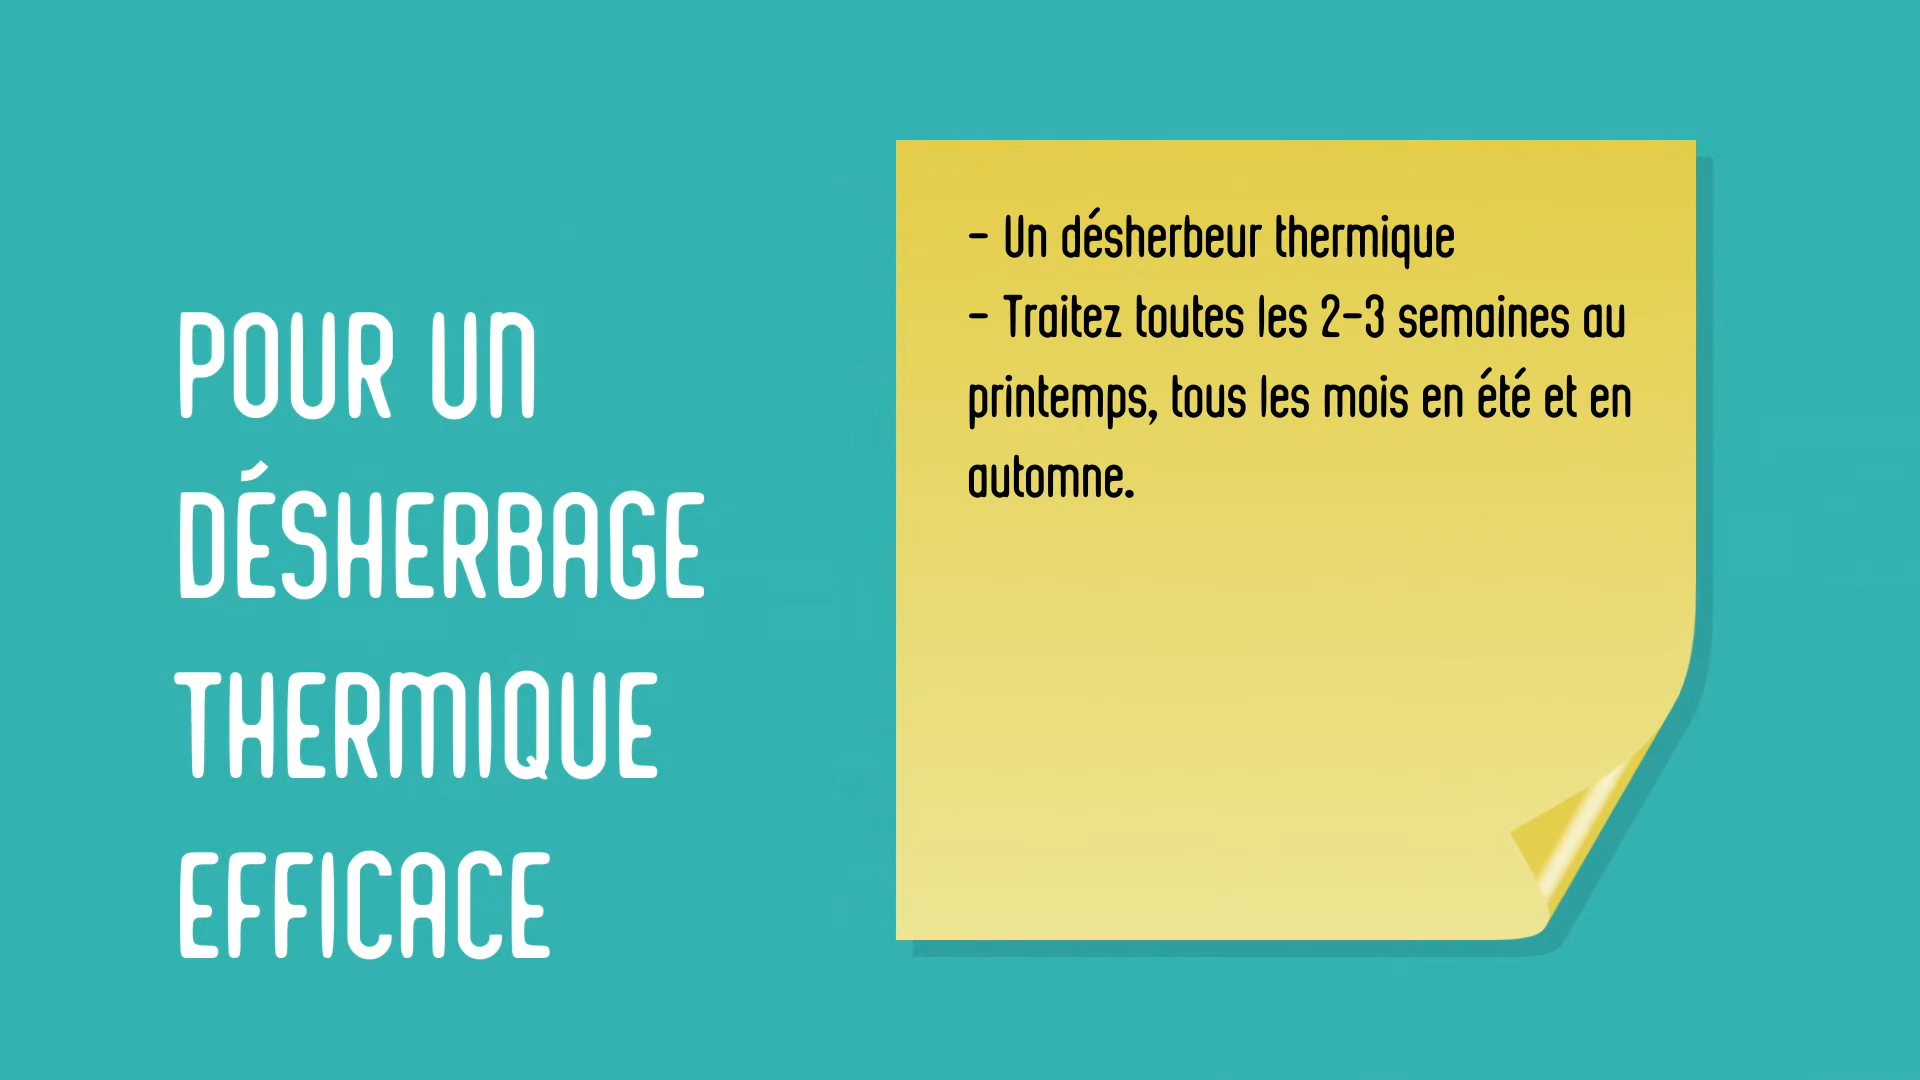 POUR UN
DÉSHERBAGE
THERMIQUE
EFFICACE
- Un désherbeur thermique
- Traitez toutes les 2-3 semaines au
printemps, tous les mois en été et en
automne.